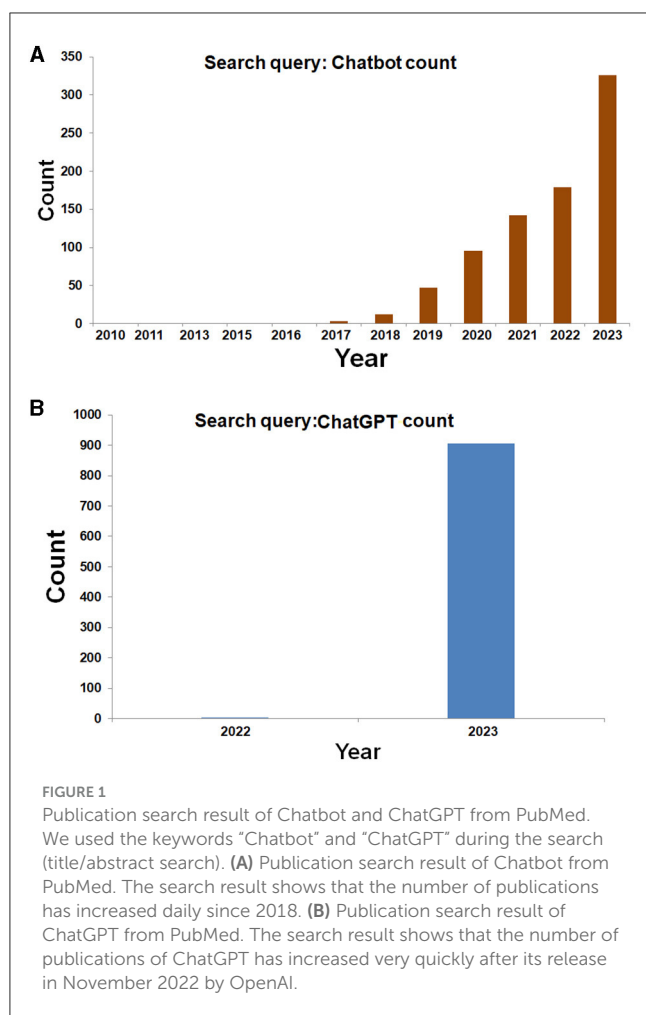 A
Search query: Chatbot count
350
300
250
200
150
100
50
0
Count
2010 2011 2013 2015 2016 2017 2018 2019 2020 2021 2022 2023
Year
B
Search query:ChatGPT count
1000
900
800
700
600
500
400
300
200
100
0
Count
2022 2023
Year
FIGURE 1
Publication search result of Chatbot and ChatGPT from PubMed.
We used the keywords “Chatbot” and “ChatGPT” during the search
(title/abstract search). (A) Publication search result of Chatbot from
PubMed. The search result shows that the number of publications
has increased daily since 2018. (B) Publication search result of
ChatGPT from PubMed. The search result shows that the number of
publications of ChatGPT has increased very quickly after its release
in November 2022 by OpenAI.